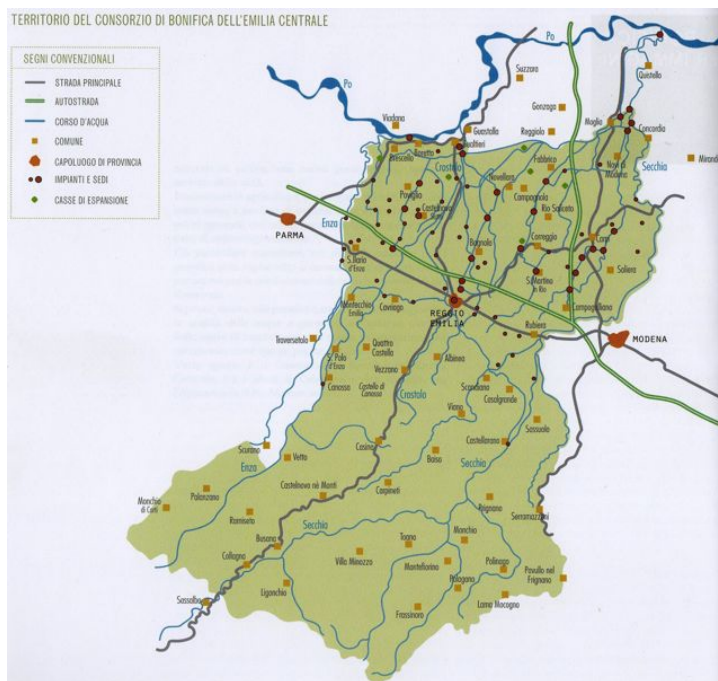 TERRITORIO DEL CONSORZIO DI BONIFICA DELL'EMILIA CENTRALE
SEGNI CONVENZIONALI
STRADA PRINCIPALE
AUTOSTRADA
CORSO D'ACQUA
COMUNE
CAPOLUOGO DI PROVINCIA
IMPIANTI E SEDI
CASSE DI ESPANSIONE
Po
Po
Suzzara
Quistello
Gonzaga
Viadana
Guastalla
Reggiolo
Moglia
Concordia
Gualtieri
Boretto
Brescello
Crostolo
Fabbrico
Novi di
Modena
Secchia
Mirand
Poviglio
Novellara
Campagnola
Castelnovo
Rio Saliceto
Enza
PARMA
Correggio
Carpi
Bagnolo
S.Ilario
d'Enza
S.Martino
in Rio
Soliera
Montecchio
Emilia
Cavriago
REGGIO
EMILIA
Campogalliano
Rubiera
MODENA
Traversetolo
Quattro
Castella
S. Polo
d'Enza
Albinea
Vezzano
Canossa
Castello di
Canossa
Scandiano
Casalgrande
Crostolo
Viano
Sassuolo
Casina
Castellarano
Scurano
Vetto
Baiso
Enza
Secchia
Castelnovo nè Monti
Carpineti
Palanzano
Monchio
di Corti
Prignano
Ramiseto
Serramazzoni
Secchia
Busana
Toano
Monchio
Villa Minozzo
Collagna
Montefiorino
Polinago
Pavullo nel
Frignano
Ligonchio
Palagano
Lama Mocogno
Sassalbo
Frassinoro